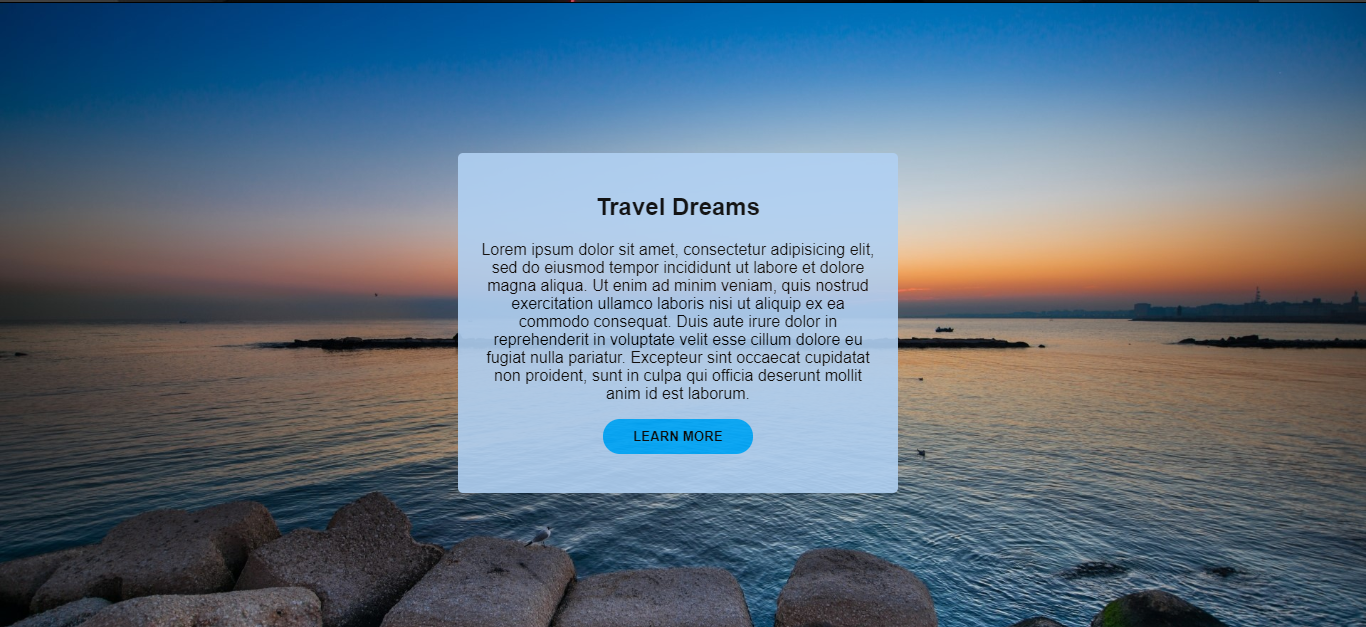 Travel Dreams
Lorem ipsum dolor sit amet, consectetur adipisicing elit,
sed do eiusmod tempor incididunt ut labore et dolore
magna aliqua. Ut enim ad minim veniam, quis nostrud
exercitation ullamco laboris nisi ut aliquip ex ea
commodo consequat. Duis aute irure dolor in
reprehenderit in voluptate velit esse cillum dolore eu
fugiat nulla pariatur. Excepteur sint occaecat cupidatat
non proident, sunt in culpa qui officia deserunt mollit
anim id est laborum.
LEARN MORE